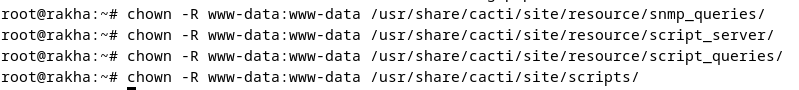 root@rakha:~# chown -R www-data:www-data /usr/share/cacti/site/resource/snmp_queries/
root@rakha:~# chown -R www-data:www-data /usr/share/cacti/site/resource/script_server/
root@rakha:~# chown -R www-data:www-data /usr/share/cacti/site/resource/script_queries/
root@rakha:~# chown -R www-data:www-data /usr/share/cacti/site/scripts/